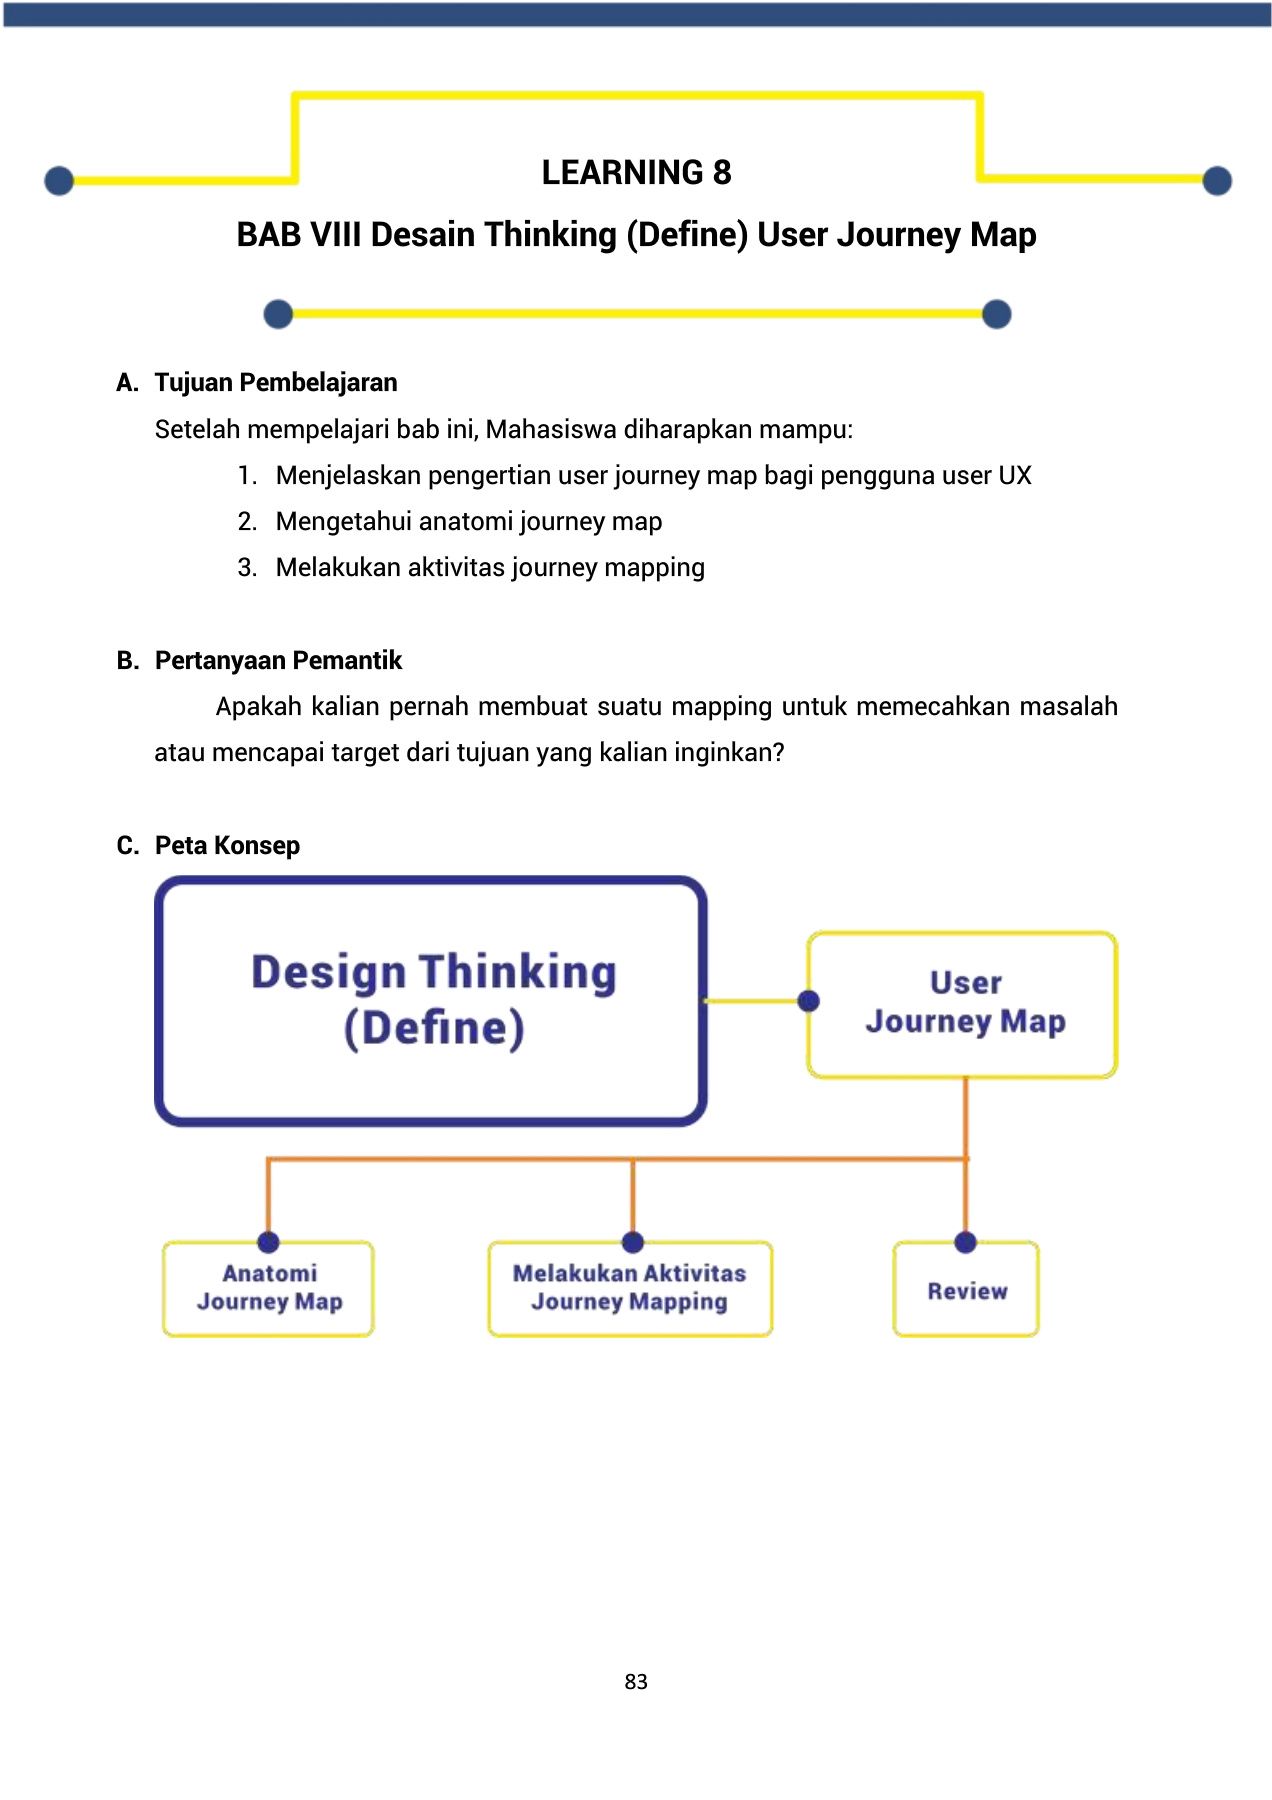 LEARNING 8
BAB VIII Desain Thinking (Define) User Journey Map
A. Tujuan Pembelajaran
Setelah mempelajari bab ini, Mahasiswa diharapkan mampu:
1. Menjelaskan pengertian user journey map bagi pengguna user UX
2. Mengetahui anatomi journey map
3. Melakukan aktivitas journey mapping
B. Pertanyaan Pemantik
Apakah kalian pernah membuat suatu mapping untuk memecahkan masalah
atau mencapai target dari tujuan yang kalian inginkan?
C. Peta Konsep
Design Thinking
(Define)
User
Journey Map
Anatomi
Journey Map
Melakukan Aktivitas
Journey Mapping
Review
83